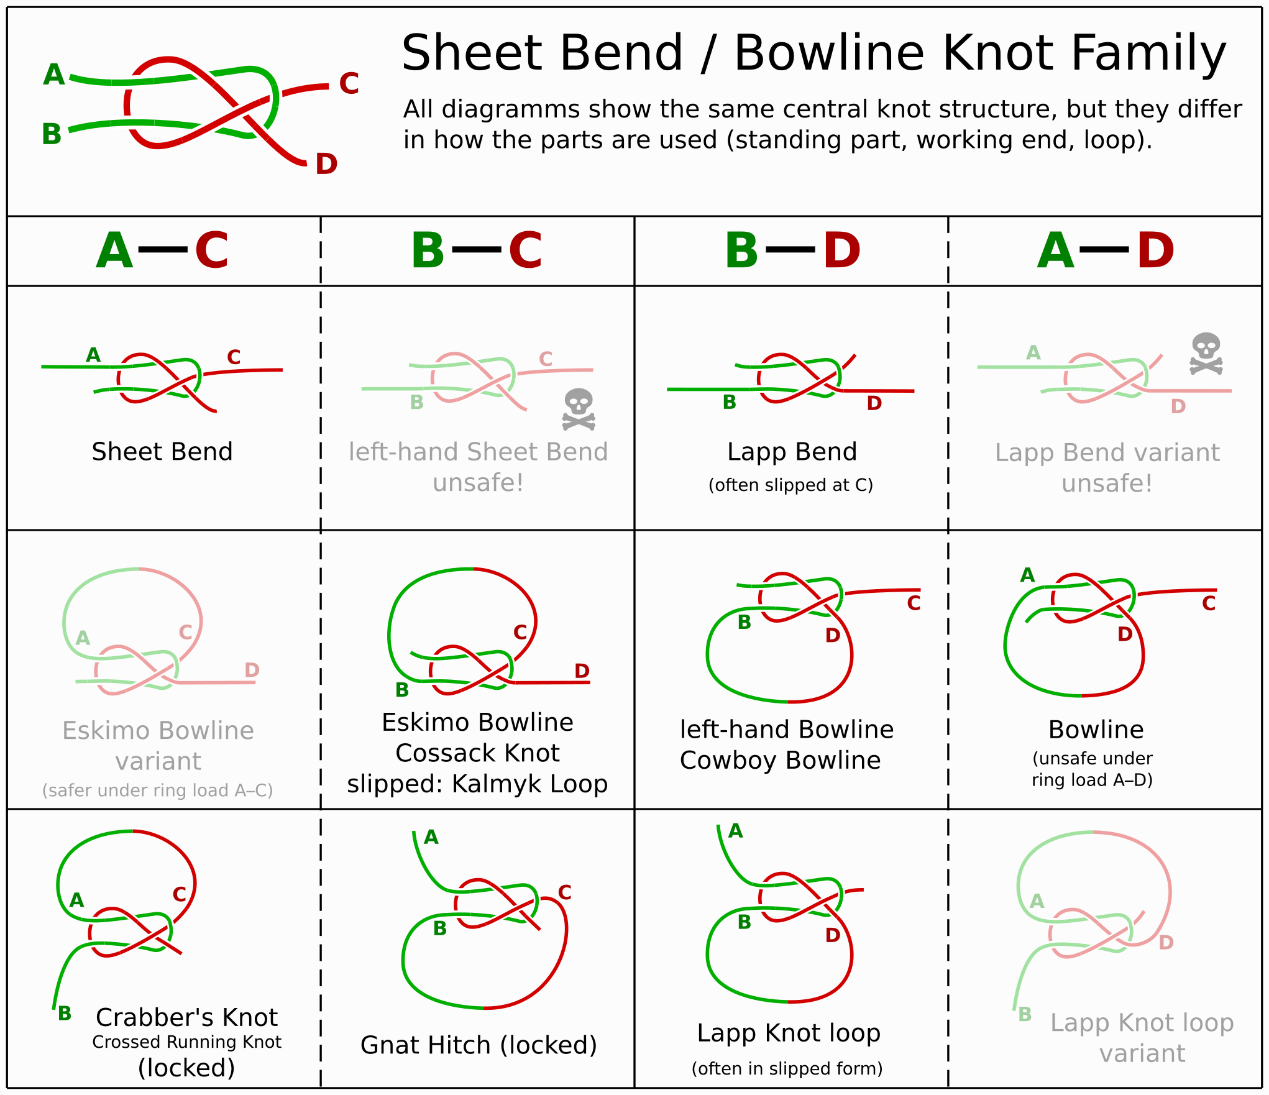 Sheet Bend / Bowline Knot Family
All diagramms show the same central knot structure, but they differ
in how the parts are used (standing part, working end, loop).
A
B
C
D
A—C
B—C
B—D
A—D
A
C
Sheet Bend
B
C
left-hand Sheet Bend
unsafe!
B
D
Lapp Bend
(often slipped at C)
A
D
Lapp Bend variant
unsafe!
A
C
D
Eskimo Bowline
variant
(safer under ring load A–C)
B
C
D
Eskimo Bowline
Cossack Knot
slipped: Kalmyk Loop
B
C
D
left-hand Bowline
Cowboy Bowline
A
C
D
Bowline
(unsafe under
ring load A–D)
A
C
B
Crabber's Knot
Crossed Running Knot
(locked)
A
C
B
Gnat Hitch (locked)
A
B
D
Lapp Knot loop
(often in slipped form)
A
D
B
Lapp Knot loop
variant